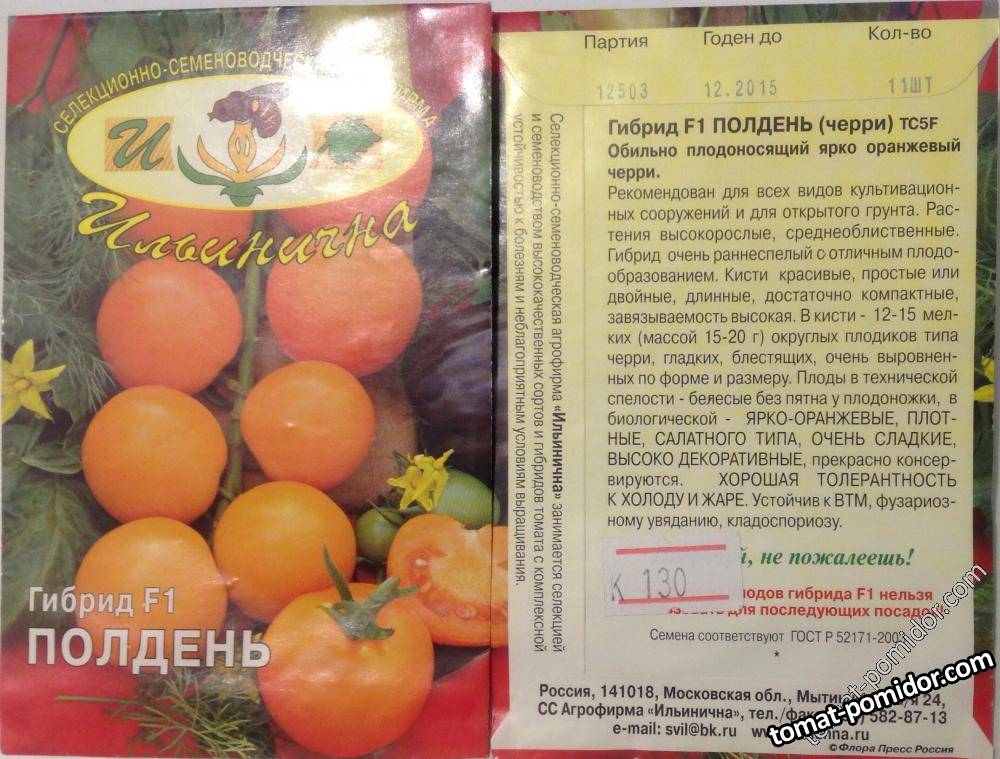 СЕЛЕКЦИОННО-СЕМЕНОВОДЧЕСКАЯ
И
Ильинична
Гибрид F1
ПОЛДЕНЬ
Партия Годен до Кол-во
12503 12.2015 11ШТ
Селекционно-семеноводческая агрофирма «Ильинична» занимается селекцией
и семеноводством высококачественных сортов и гибридов томата с комплексной
устойчивостью к болезням и неблагоприятным условиям выращивания.
Гибрид F1 ПОЛДЕНЬ (черри) TC5F
Обильно плодоносящий ярко оранжевый
черри.
Рекомендован для всех видов культивацион-
ных сооружений и для открытого грунта. Рас-
тения высокорослые, среднеоблиственные.
Гибрид очень раннеспелый с отличным плодо-
образованием. Кисти красивые, простые или
двойные, длинные, достаточно компактные,
завязываемость высокая. В кисти - 12-15 мел-
ких (массой 15-20 г) округлых плодиков типа
черри, гладких, блестящих, очень выровнен-
ных по форме и размеру. Плоды в технической
спелости - белесые без пятна у плодоножки, в
биологической - ЯРКО-ОРАНЖЕВЫЕ, ПЛОТ-
НЫЕ, САЛАТНОГО ТИПА, ОЧЕНЬ СЛАДКИЕ,
ВЫСОКО ДЕКОРАТИВНЫЕ, прекрасно консер-
вируются. ХОРОШАЯ ТОЛЕРАНТНОСТЬ
К ХОЛОДУ И ЖАРЕ. Устойчив к ВТМ, фузариоз-
ному увяданию, кладоспориозу.
не пожалеешь!
К 130
гибрида F1 нельзя
для последующих посадок
Семена соответствуют ГОСТ Р 52171-2003
*
Россия, 141018, Московская обл., 24,
СС Агрофирма «Ильинична», тел./факс 582-87-13
e-mail: svil@bk.ru
tomat-pomidor.com
tomat-pomidor.com
©Флора Пресс Россия